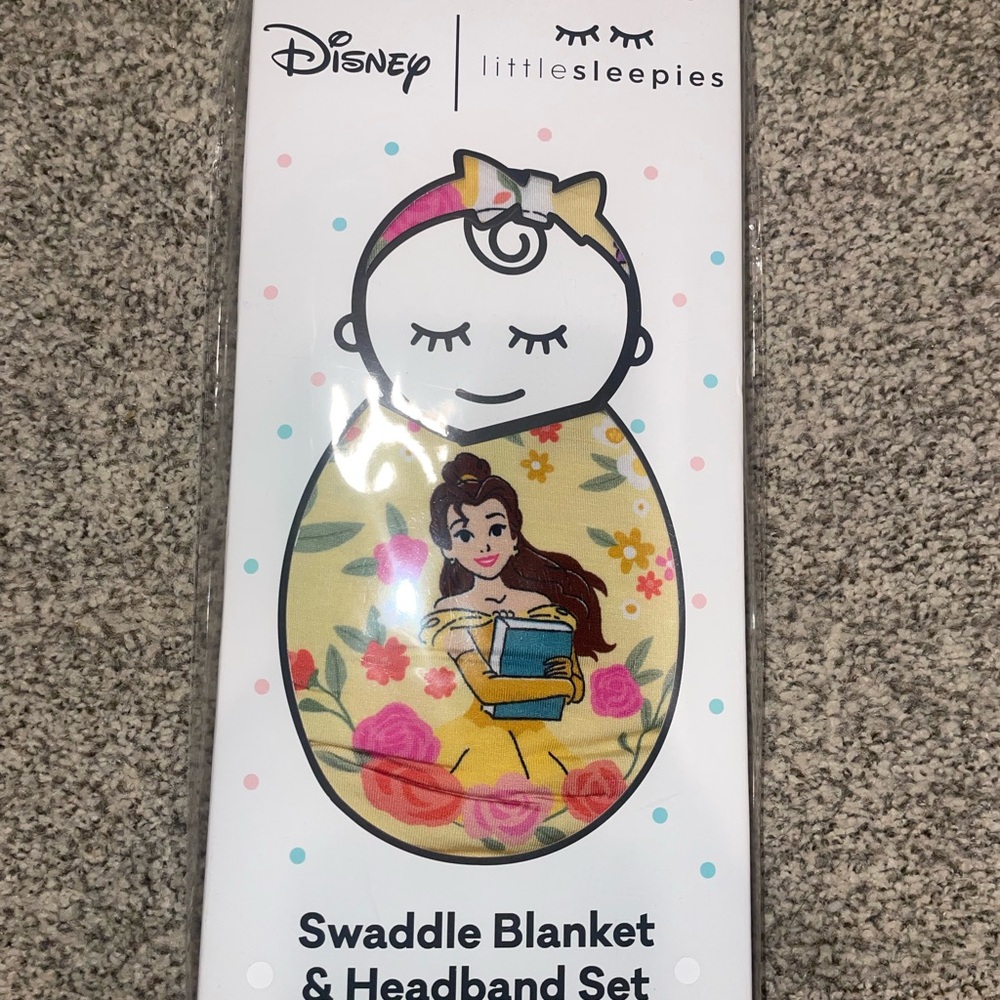 Disney | littlesleepies
Swaddle Blanket
& Headband Set